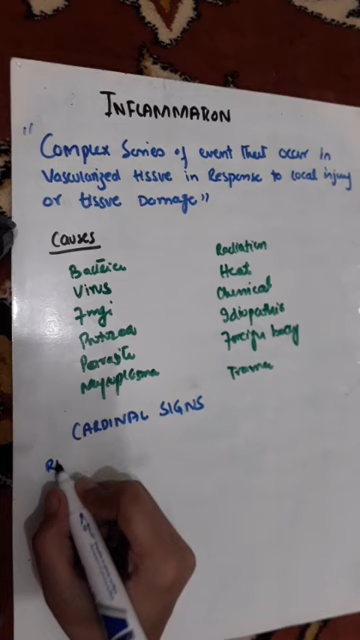 INFLAMMATION
"Complex Series of event that occur in
Vascularized tissue in Response to local injury
or tissue Damage"
Causes
Bacteria
Virus
Fungi
Protozoa
Parasite
Mycoplasma
Radiation
Heat
Chemical
Idiopathic
Foreign body
Trauma
CARDINAL SIGNS